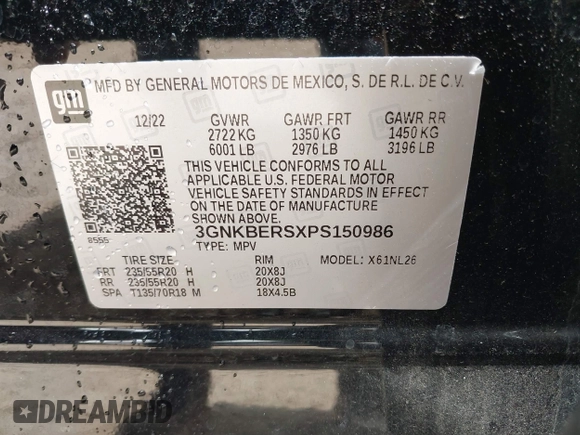 gm
MFD BY GENERAL MOTORS DE MEXICO, S. DE R.L. DE C.V.
12/22 GVWR GAWR FRT GAWR RR
2722 KG 1350 KG 1450 KG
6001 LB 2976 LB 3196 LB
THIS VEHICLE CONFORMS TO ALL
APPLICABLE U.S. FEDERAL MOTOR
VEHICLE SAFETY STANDARDS IN EFFECT
ON THE DATE OF MANUFACTURE
SHOWN ABOVE.
8555 3GNKBERSXPS150986
TYPE: MPV
TIRE SIZE RIM MODEL: X61NL26
FRT 235/55R20 H 20X8J
RR 235/55R20 H 20X8J
SPA T135/70R18 M 18X4.5B
DREAMBID